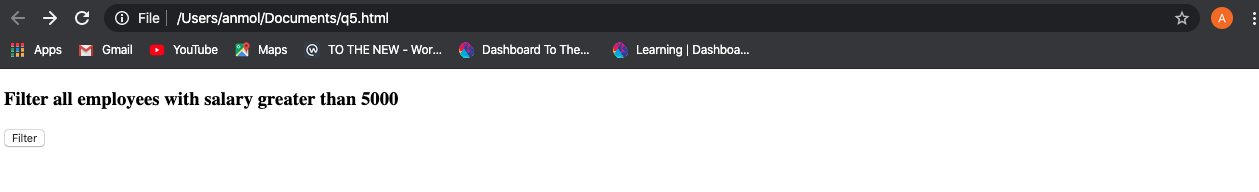 File /Users/anmol/Documents/q5.html A
Apps Gmail YouTube Maps TO THE NEW - Wor... Dashboard To The... Learning | Dashboa...
Filter all employees with salary greater than 5000
Filter